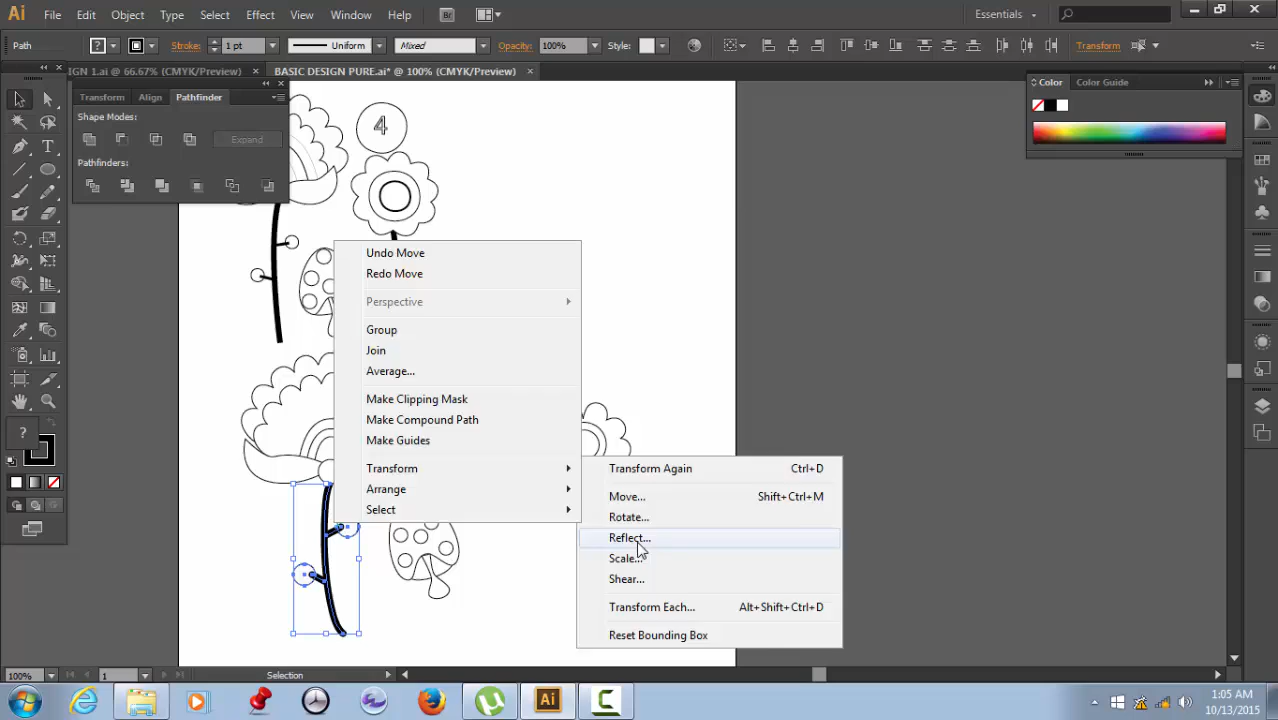 Ai File Edit Object Type Select Effect View Window Help Br Essentials
Path ? Stroke: 1 pt Uniform Mixed Opacity: 100% Style: Transform
IGN 1.ai @ 66.67% (CMYK/Preview) × BASIC DESIGN PURE.ai* @ 100% (CMYK/Preview) ×
Transform Align Pathfinder
Color Color Guide
Shape Modes:
Expand
Pathfinders:
4
Undo Move
Redo Move
Perspective
Group
Join
Average...
Make Clipping Mask
Make Compound Path
Make Guides
Transform
Arrange
Select
Transform Again Ctrl+D
Move... Shift+Ctrl+M
Rotate...
Reflect...
Scale...
Shear...
Transform Each... Alt+Shift+Ctrl+D
Reset Bounding Box
?
100% 1 Selection
Ai
C
1:05 AM
10/13/2015